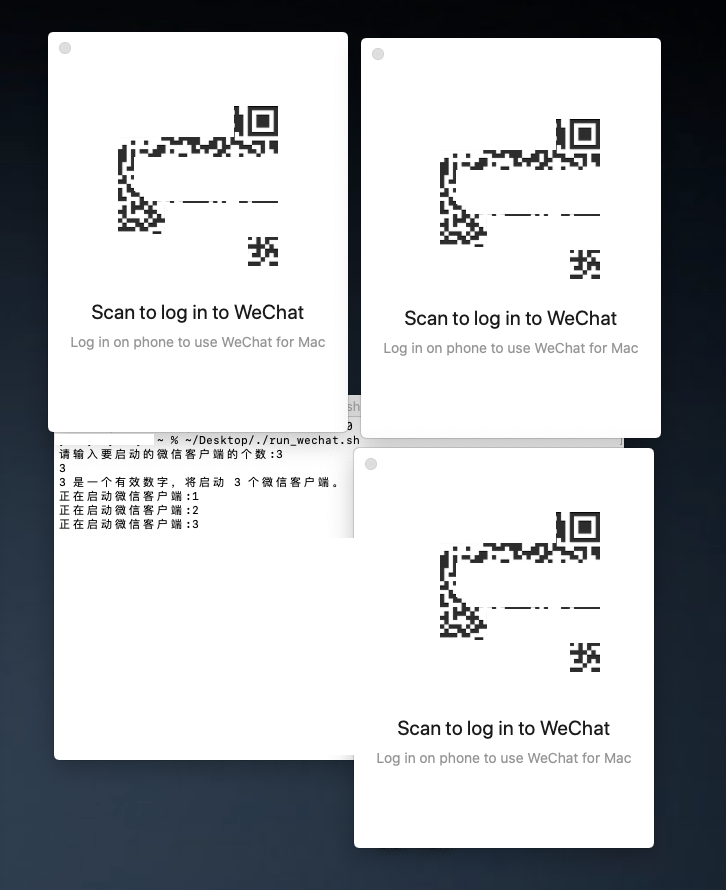 Scan to log in to WeChat
Log in on phone to use WeChat for Mac
Scan to log in to WeChat
Log in on phone to use WeChat for Mac
sh
0
~ % ~/Desktop/./run_wechat.sh
请输入要启动的微信客户端的个数:3
3
3 是一个有效数字, 将启动 3 个微信客户端。
正在启动微信客户端:1
正在启动微信客户端:2
正在启动微信客户端:3
Scan to log in to WeChat
Log in on phone to use WeChat for Mac